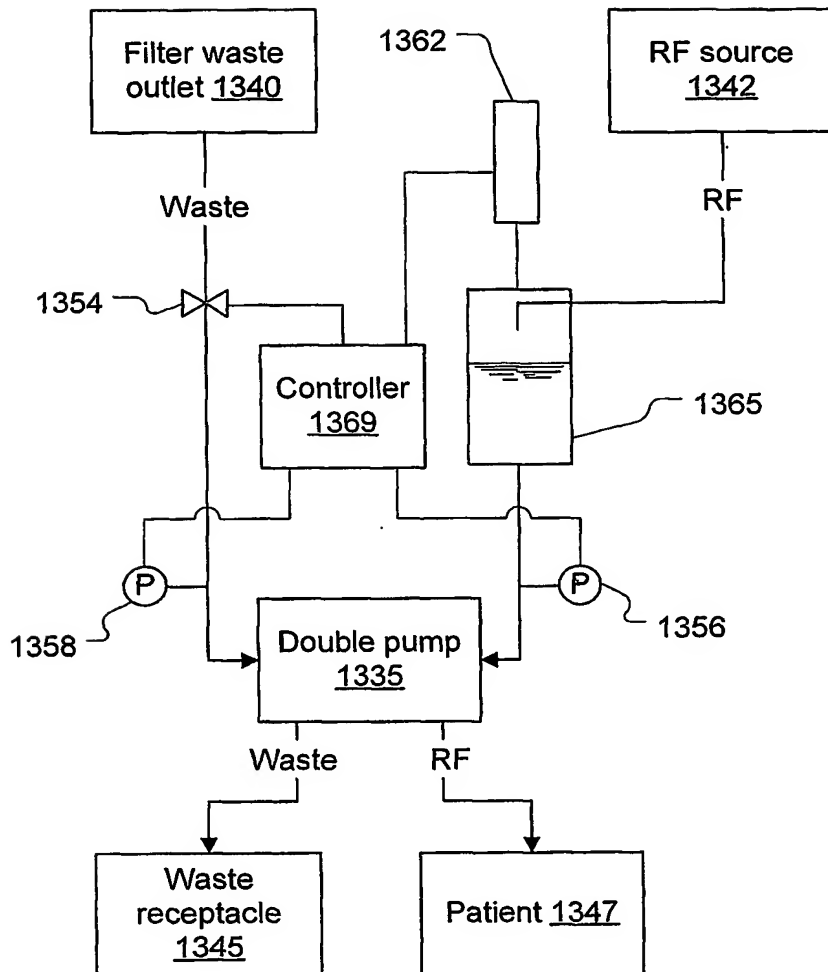 Filter waste
outlet 1340
1362
RF source
1342
Waste
RF
1354
Controller
1369
1365
P
P
1358
1356
Double pump
1335
Waste
RF
Waste
receptacle
1345
Patient 1347